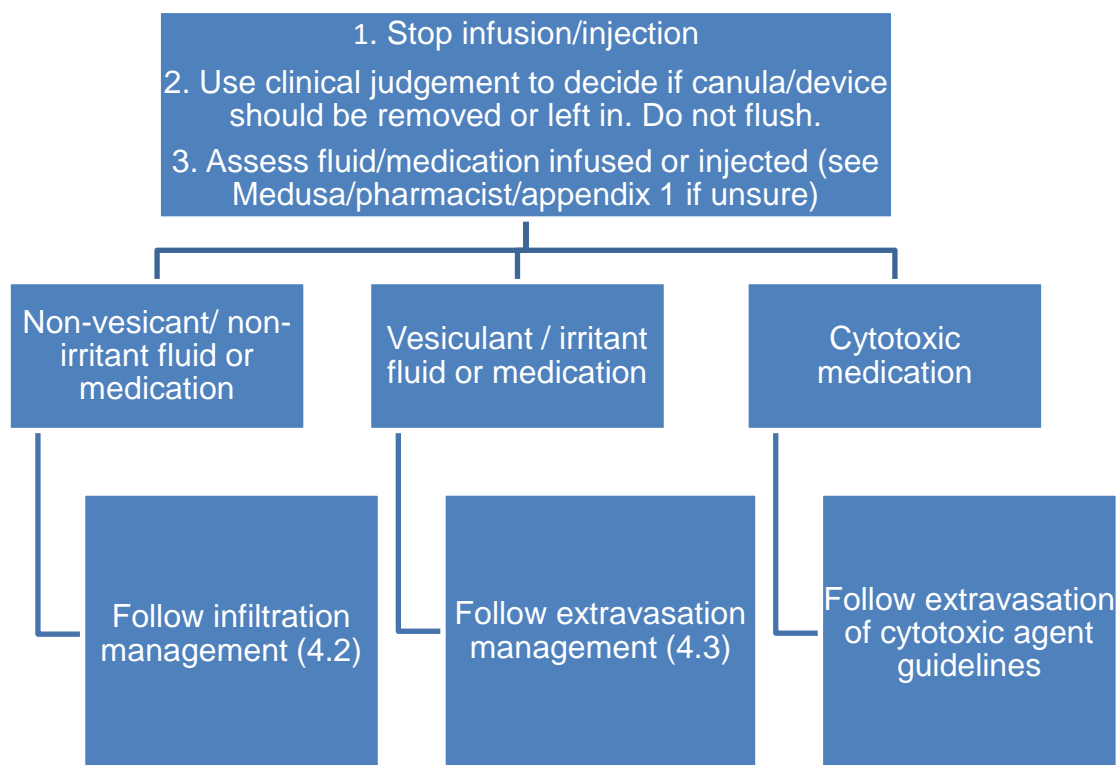 1. Stop infusion/injection
2. Use clinical judgement to decide if canula/device
should be removed or left in. Do not flush.
3. Assess fluid/medication infused or injected (see
Medusa/pharmacist/appendix 1 if unsure)
Non-vesicant/ non-
irritant fluid or
medication
Vesiculant / irritant
fluid or medication
Cytotoxic
medication
Follow infiltration
management (4.2)
Follow extravasation
management (4.3)
Follow extravasation
of cytotoxic agent
guidelines